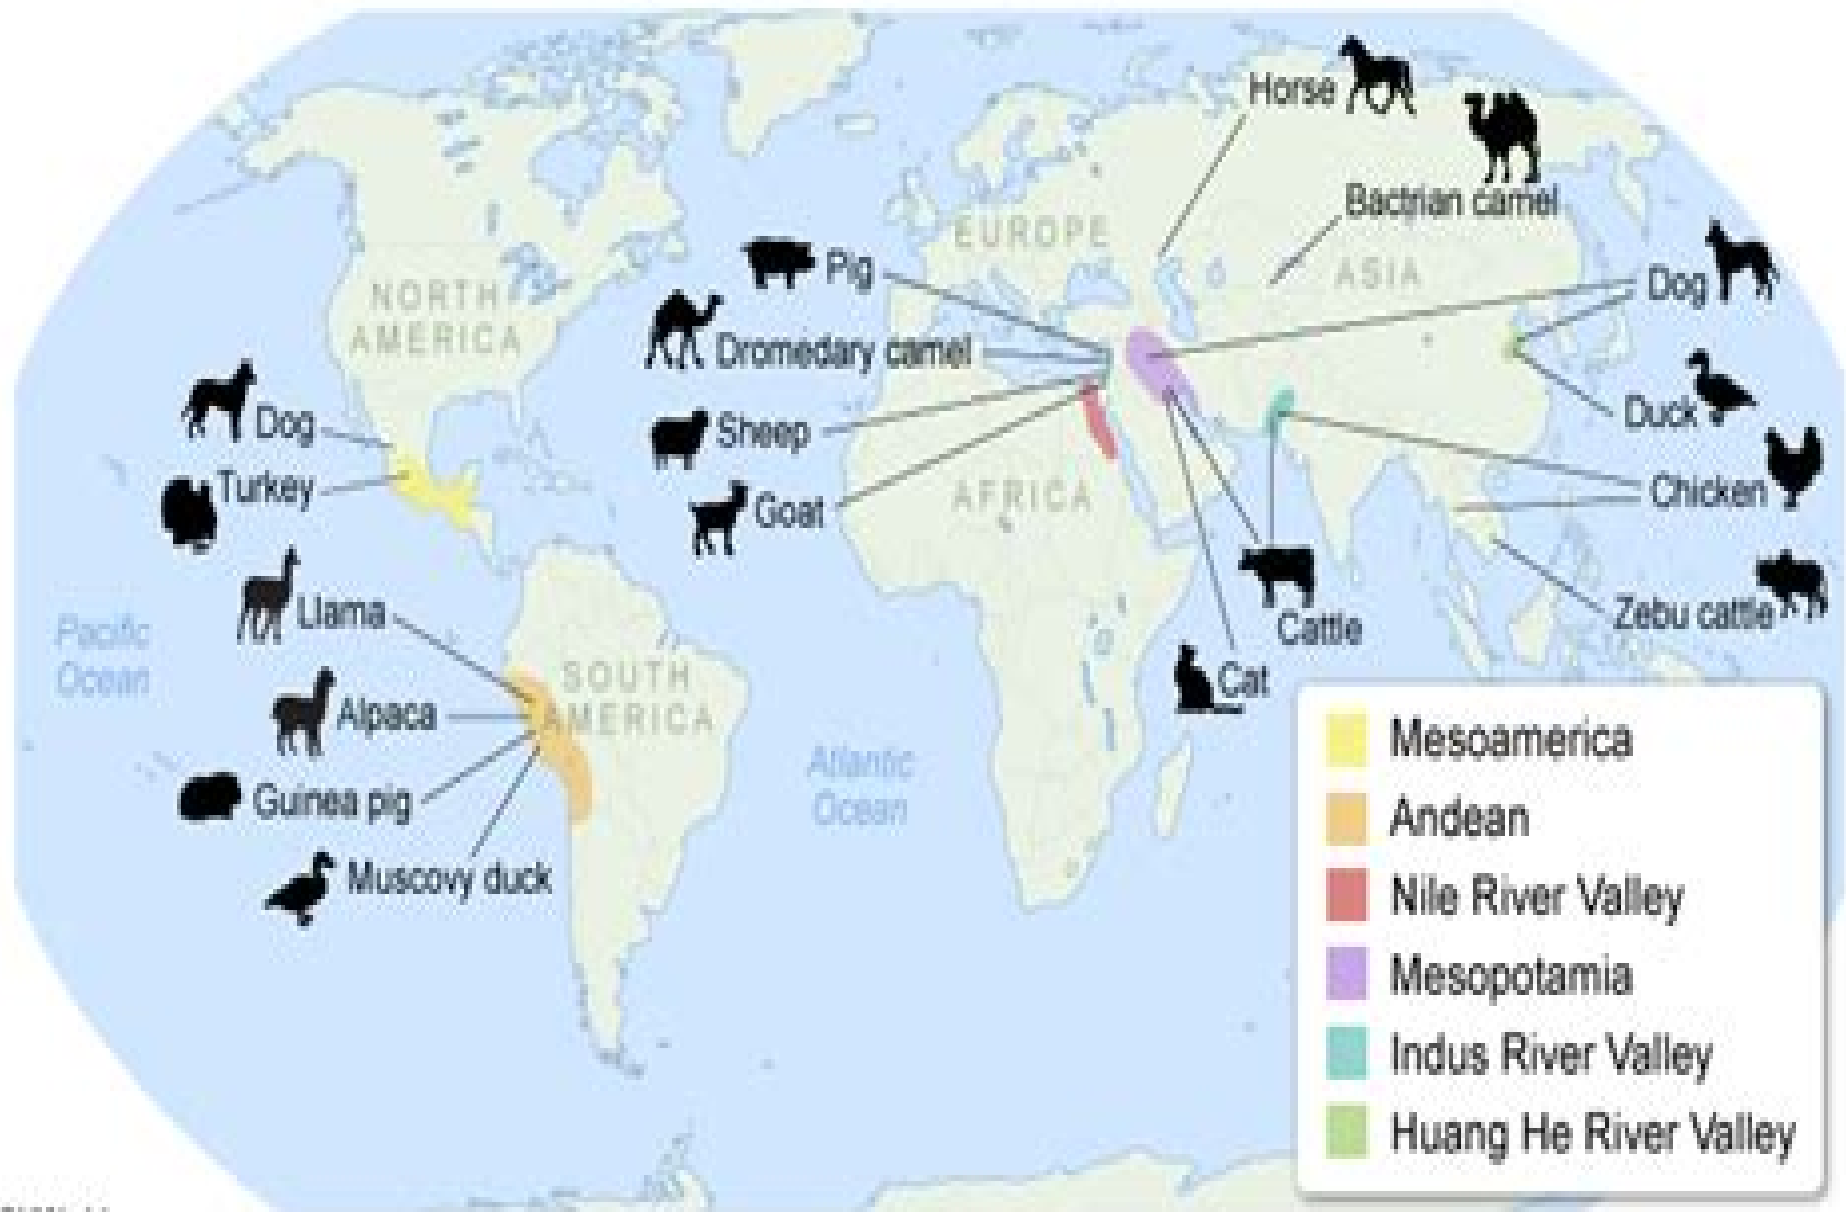 Horse
Bactrian camel
EUROPE
ASIA
NORTH
AMERICA
Pig
Dog
Dromedary camel
Dog
Sheep
Duck
Turkey
Goat
AFRICA
Chicken
Llama
Zebu cattle
Cattle
Pacific
Ocean
SOUTH
AMERICA
Cat
Alpaca
Atlantic
Ocean
Guinea pig
Muscovy duck
Mesoamerica
Andean
Nile River Valley
Mesopotamia
Indus River Valley
Huang He River Valley